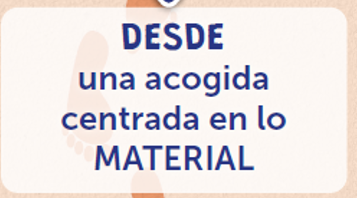 DESDE
una acogida
centrada en lo
MATERIAL